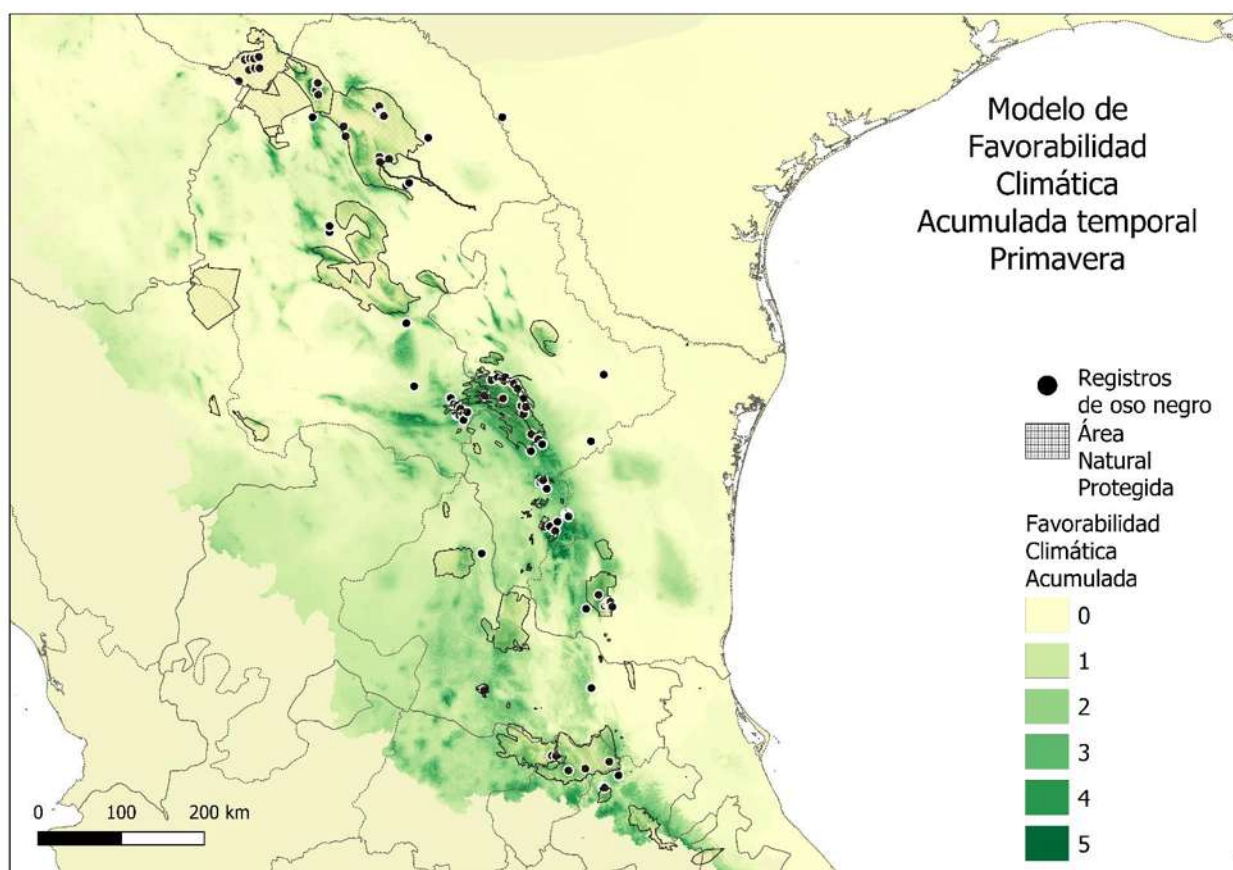 Modelo de
Favorabilidad
Climática
Acumulada temporal
Primavera
Registros
de oso negro
Área
Natural
Protegida
Favorabilidad
Climática
Acumulada
0
1
2
3
4
5
0 100 200 km